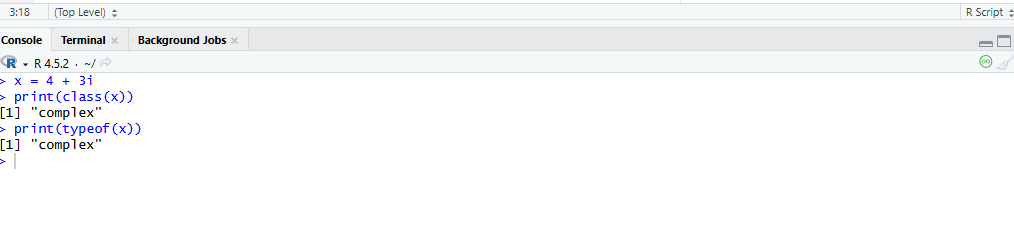 3:18 (Top Level) R Script
Console Terminal Background Jobs
R R 4.5.2 · ~/
> x = 4 + 3i
> print(class(x))
[1] "complex"
> print(typeof(x))
[1] "complex"
>